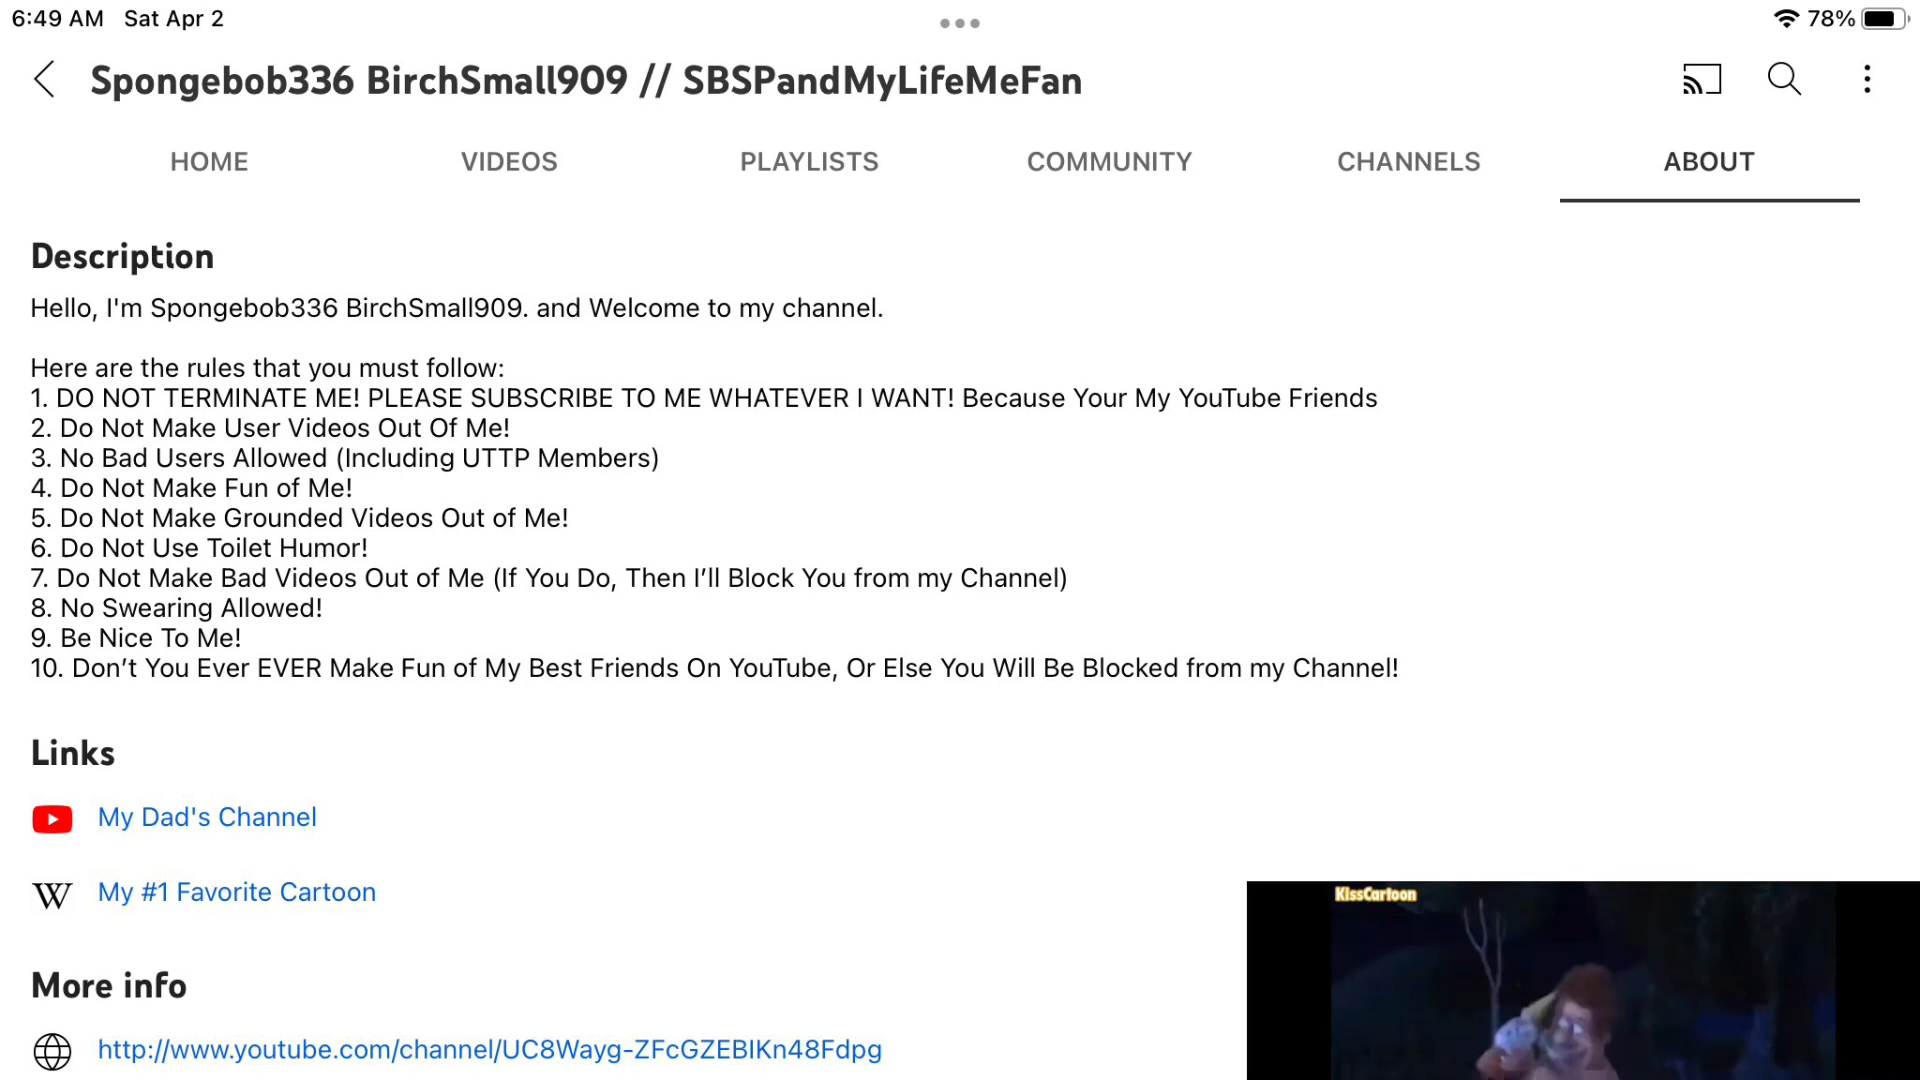 6:49 AM Sat Apr 2
78%
Spongebob336 BirchSmall909 // SBSPandMyLifeMeFan
HOME VIDEOS PLAYLISTS COMMUNITY CHANNELS ABOUT
Description
Hello, I'm Spongebob336 BirchSmall909. and Welcome to my channel.
Here are the rules that you must follow:
1. DO NOT TERMINATE ME! PLEASE SUBSCRIBE TO ME WHATEVER I WANT! Because Your My YouTube Friends
2. Do Not Make User Videos Out Of Me!
3. No Bad Users Allowed (Including UTTP Members)
4. Do Not Make Fun of Me!
5. Do Not Make Grounded Videos Out of Me!
6. Do Not Use Toilet Humor!
7. Do Not Make Bad Videos Out of Me (If You Do, Then I’ll Block You from my Channel)
8. No Swearing Allowed!
9. Be Nice To Me!
10. Don’t You Ever EVER Make Fun of My Best Friends On YouTube, Or Else You Will Be Blocked from my Channel!
Links
My Dad's Channel
W My #1 Favorite Cartoon
KissCartoon
More info
http://www.youtube.com/channel/UC8Wayg-ZFcGZEBIKn48Fdpg